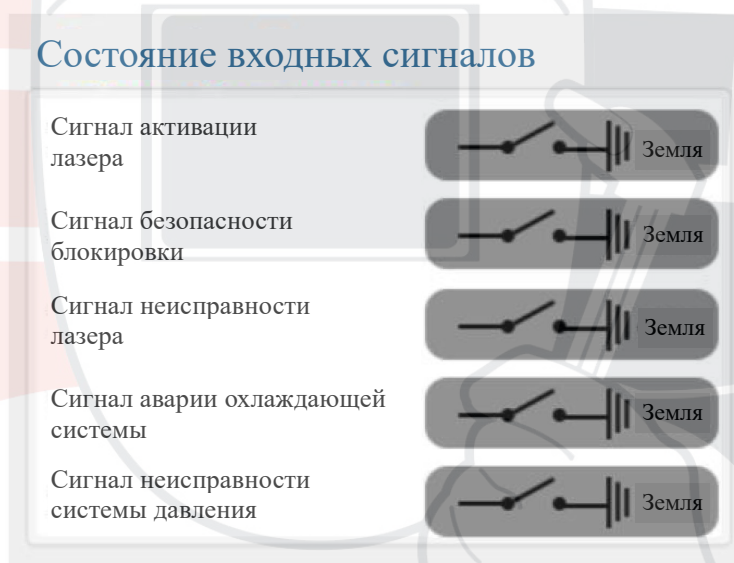 Состояние входных сигналов
Сигнал активации
лазера
Земля
Сигнал безопасности
блокировки
Земля
Сигнал неисправности
лазера
Земля
Сигнал аварии охлаждающей
системы
Земля
Сигнал неисправности
системы давления
Земля